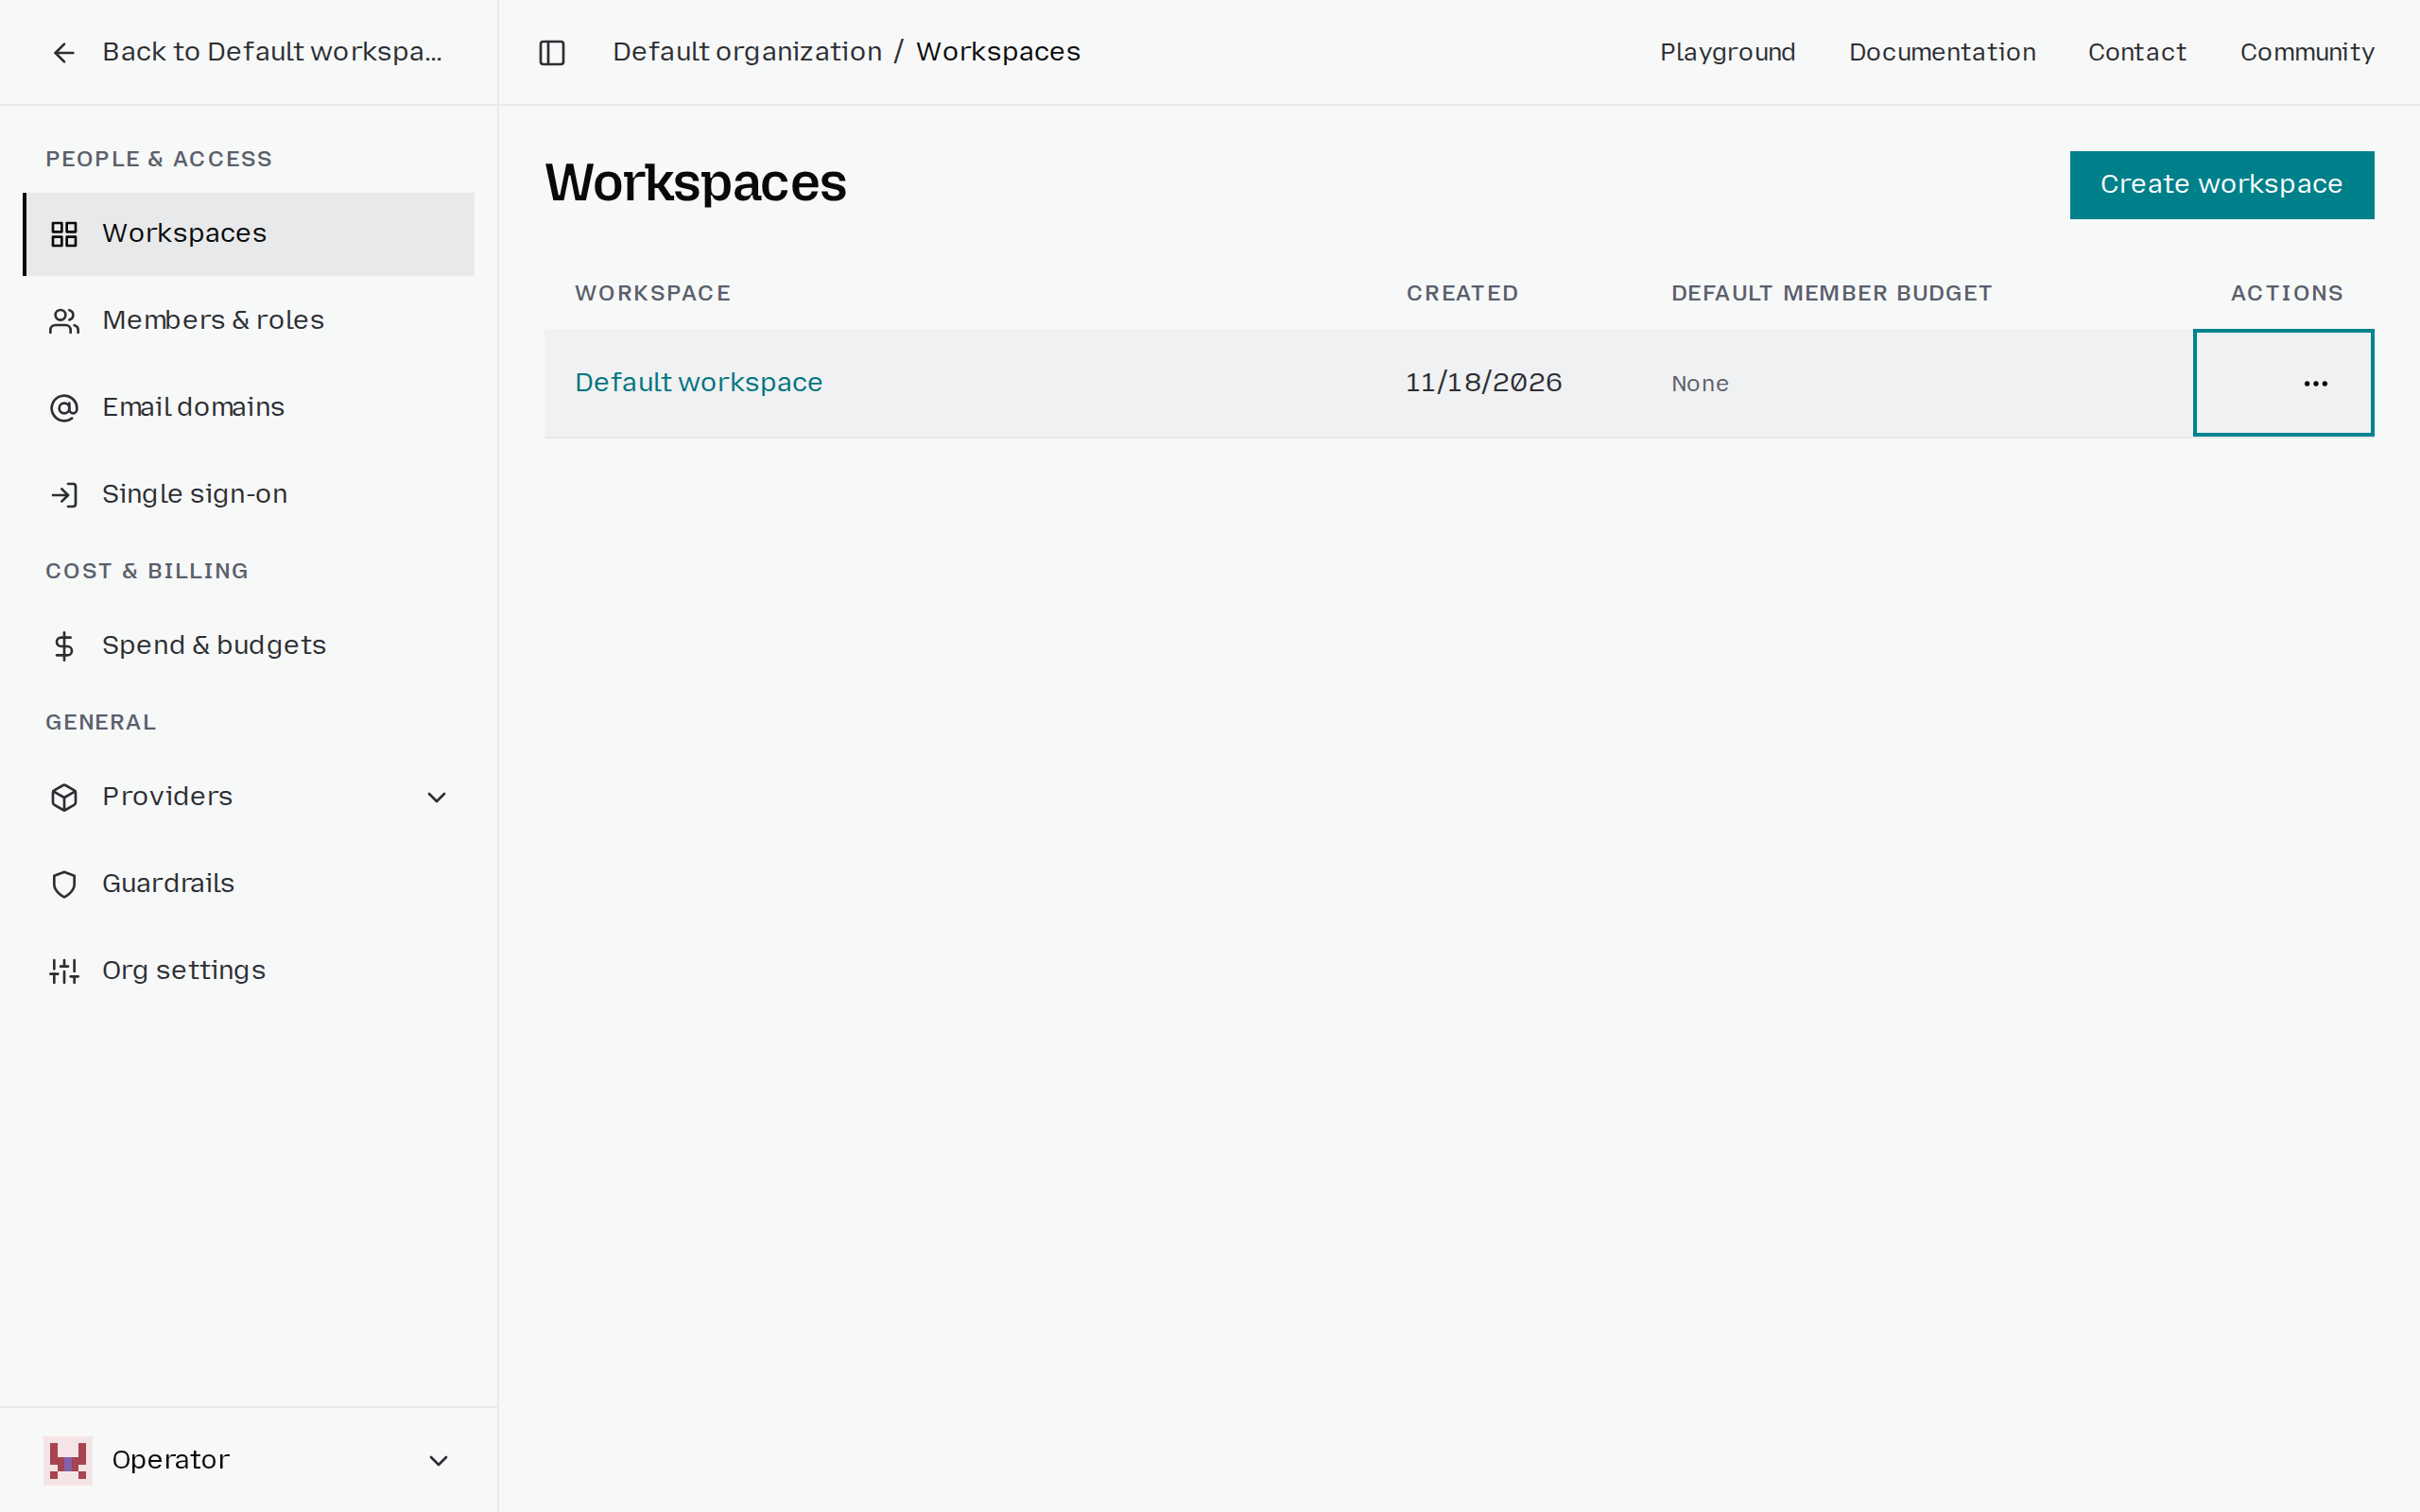 Back to Default workspa...
Default organization / Workspaces
Playground
Documentation
Contact
Community
PEOPLE & ACCESS
Workspaces
Members & roles
Email domains
Single sign-on
COST & BILLING
Spend & budgets
GENERAL
Providers
Guardrails
Org settings
Operator
Workspaces
Create workspace
WORKSPACE CREATED DEFAULT MEMBER BUDGET ACTIONS
Default workspace 11/18/2026 None